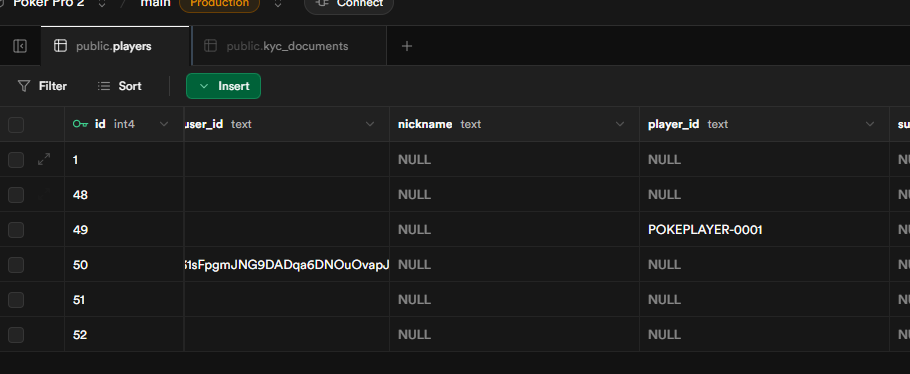 Poker Pro 2 / main Production Connect
public.players public.kyc_documents
Filter Sort Insert
id int4 user_id text nickname text player_id text su
1 NULL NULL
48 NULL NULL
49 NULL POKEPLAYER-0001
50 51sFpgmJNG9DADqa6DNOuOvapJ NULL NULL
51 NULL NULL
52 NULL NULL